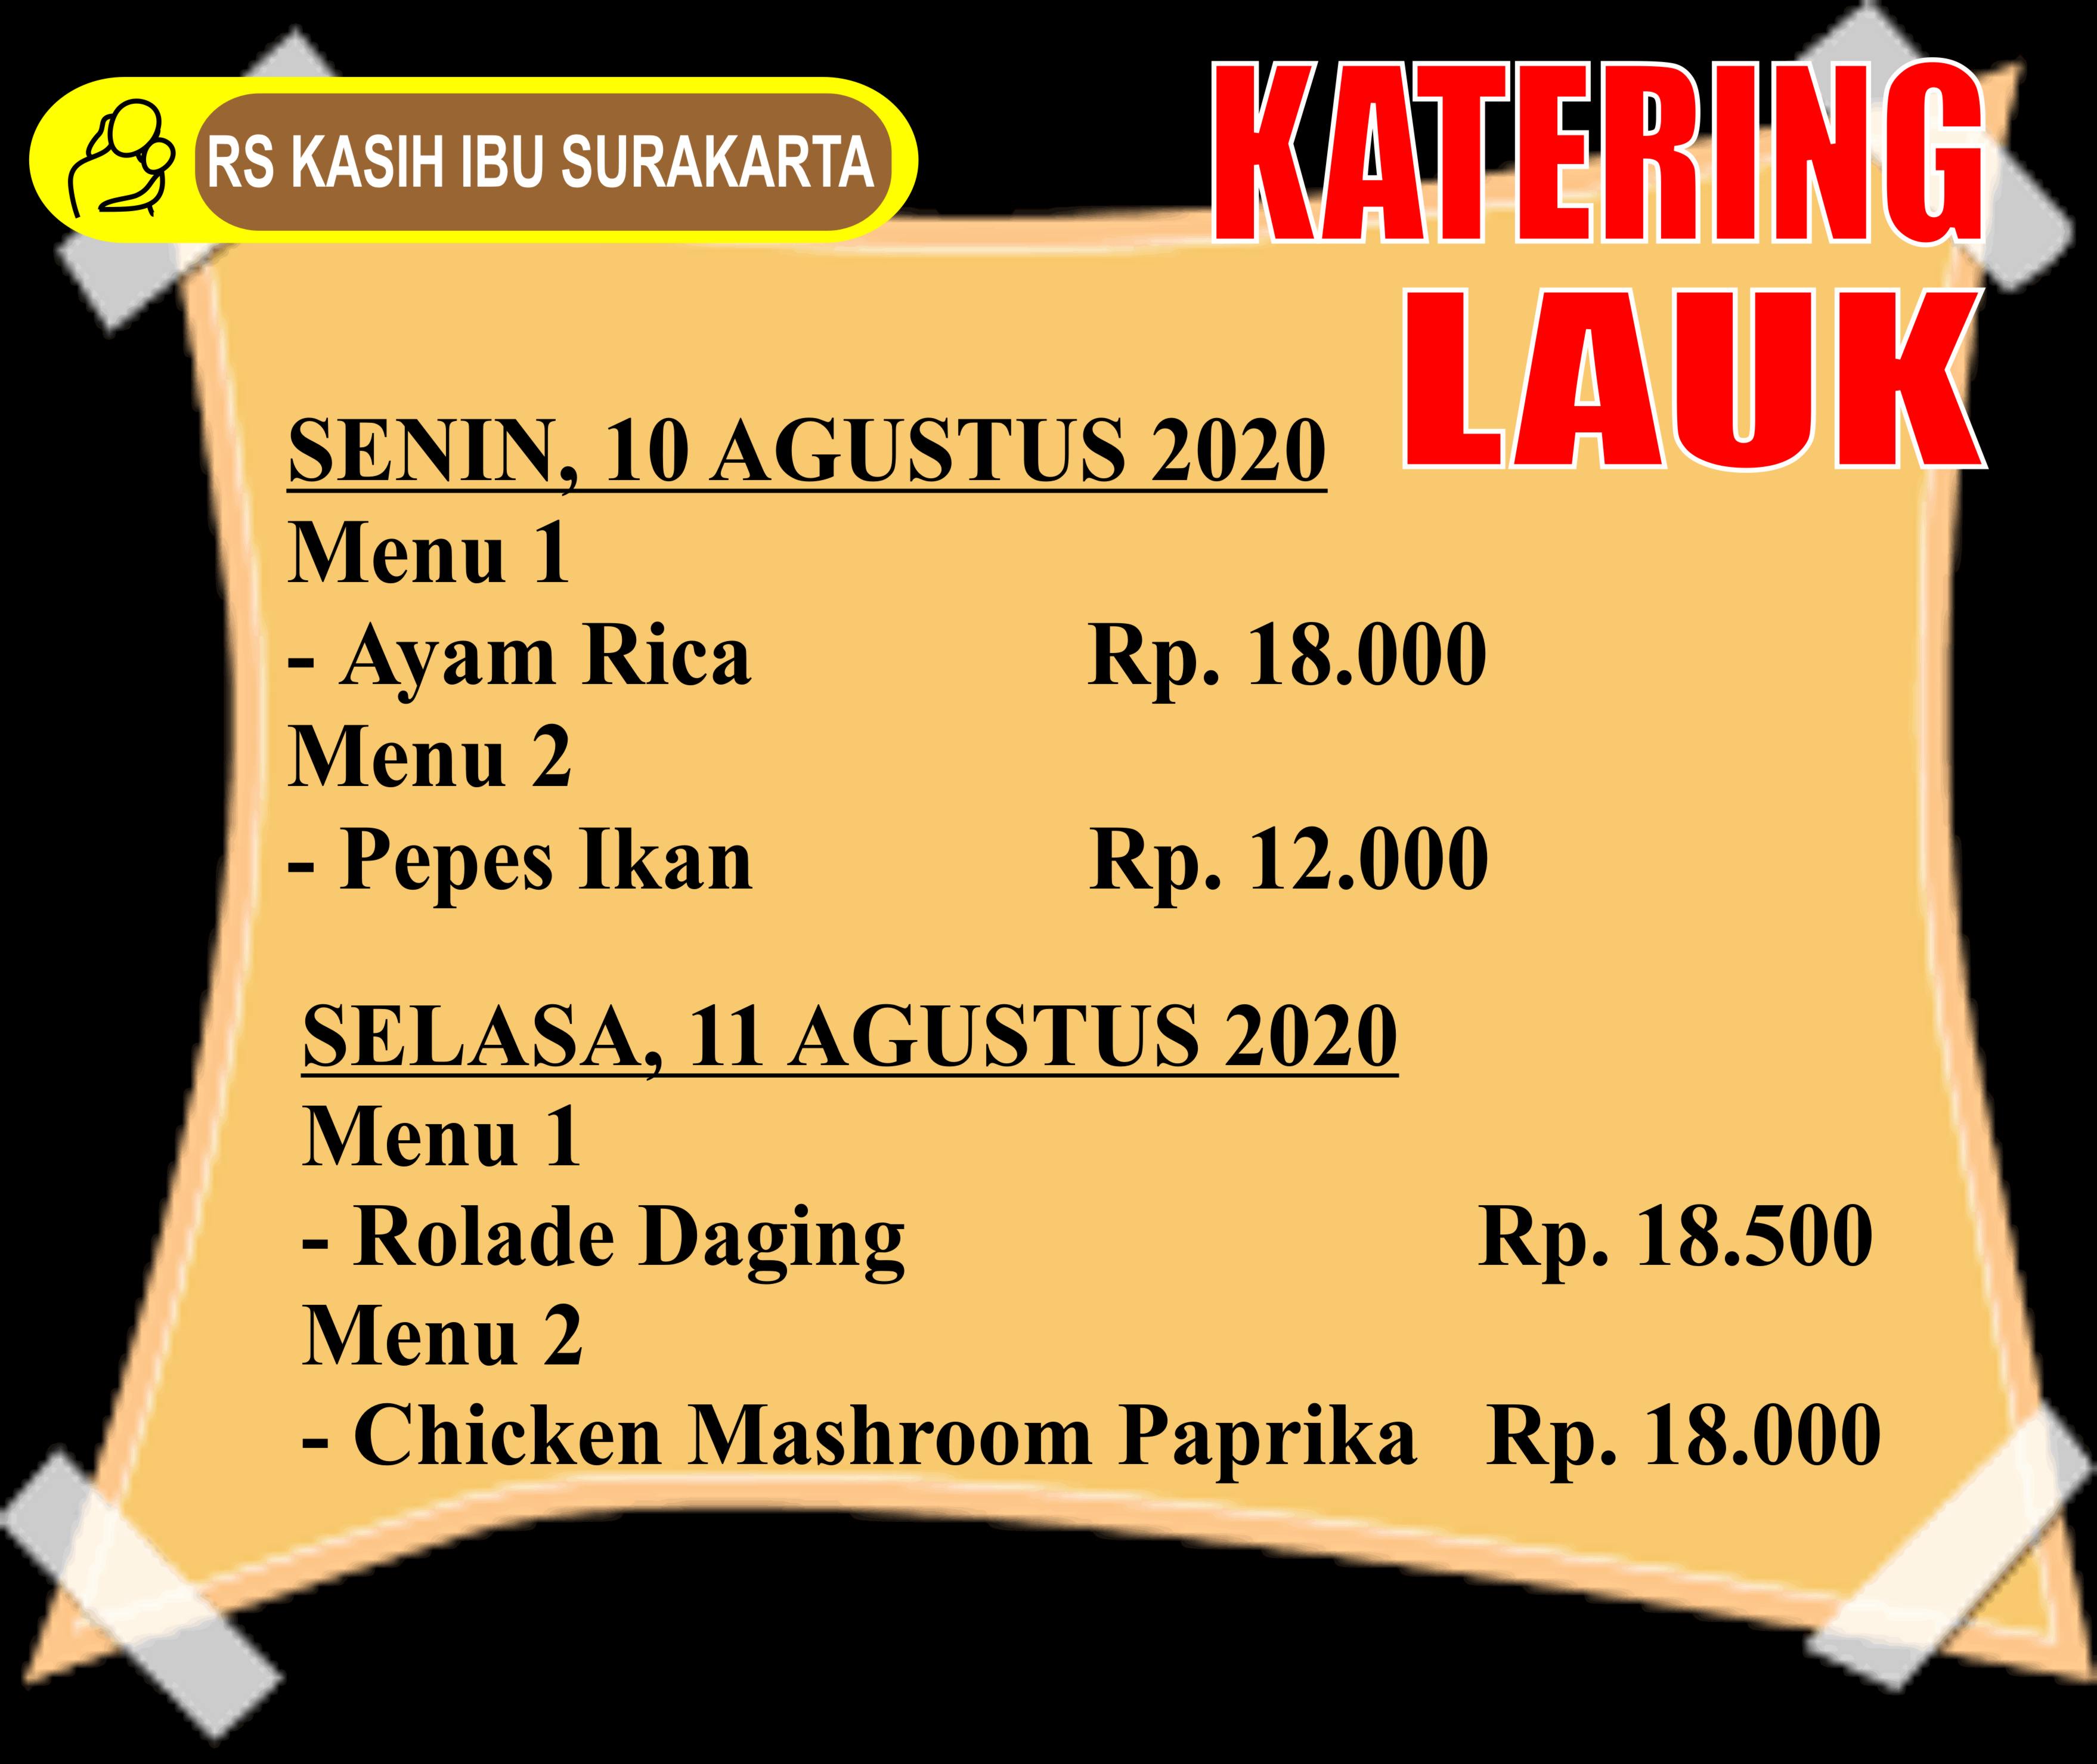 RS KASIH IBU SURAKARTA
KATERING
LAUK
SENIN, 10 AGUSTUS 2020
Menu 1
- Ayam Rica Rp. 18.000
Menu 2
- Pepes Ikan Rp. 12.000
SELASA, 11 AGUSTUS 2020
Menu 1
- Rolade Daging Rp. 18.500
Menu 2
- Chicken Mashroom Paprika Rp. 18.000